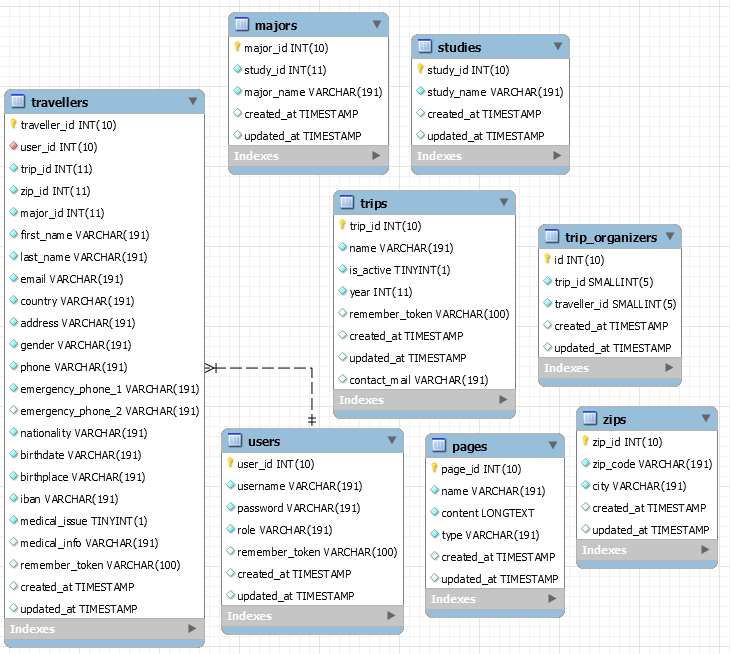 majors
major_id INT(10)
study_id INT(11)
major_name VARCHAR(191)
created_at TIMESTAMP
updated_at TIMESTAMP
Indexes
studies
study_id INT(10)
study_name VARCHAR(191)
created_at TIMESTAMP
updated_at TIMESTAMP
Indexes
travellers
traveller_id INT(10)
user_id INT(10)
trip_id INT(11)
zip_id INT(11)
major_id INT(11)
first_name VARCHAR(191)
last_name VARCHAR(191)
email VARCHAR(191)
country VARCHAR(191)
address VARCHAR(191)
gender VARCHAR(191)
phone VARCHAR(191)
emergency_phone_1 VARCHAR(191)
emergency_phone_2 VARCHAR(191)
nationality VARCHAR(191)
birthdate VARCHAR(191)
birthplace VARCHAR(191)
iban VARCHAR(191)
medical_issue TINYINT(1)
medical_info VARCHAR(191)
remember_token VARCHAR(100)
created_at TIMESTAMP
updated_at TIMESTAMP
Indexes
trips
trip_id INT(10)
name VARCHAR(191)
is_active TINYINT(1)
year INT(11)
remember_token VARCHAR(100)
created_at TIMESTAMP
updated_at TIMESTAMP
contact_mail VARCHAR(191)
Indexes
trip_organizers
id INT(10)
trip_id SMALLINT(5)
traveller_id SMALLINT(5)
created_at TIMESTAMP
updated_at TIMESTAMP
Indexes
users
user_id INT(10)
username VARCHAR(191)
password VARCHAR(191)
role VARCHAR(191)
remember_token VARCHAR(100)
created_at TIMESTAMP
updated_at TIMESTAMP
Indexes
pages
page_id INT(10)
name VARCHAR(191)
content LONGTEXT
type VARCHAR(191)
created_at TIMESTAMP
updated_at TIMESTAMP
Indexes
zips
zip_id INT(10)
zip_code VARCHAR(191)
city VARCHAR(191)
created_at TIMESTAMP
updated_at TIMESTAMP
Indexes